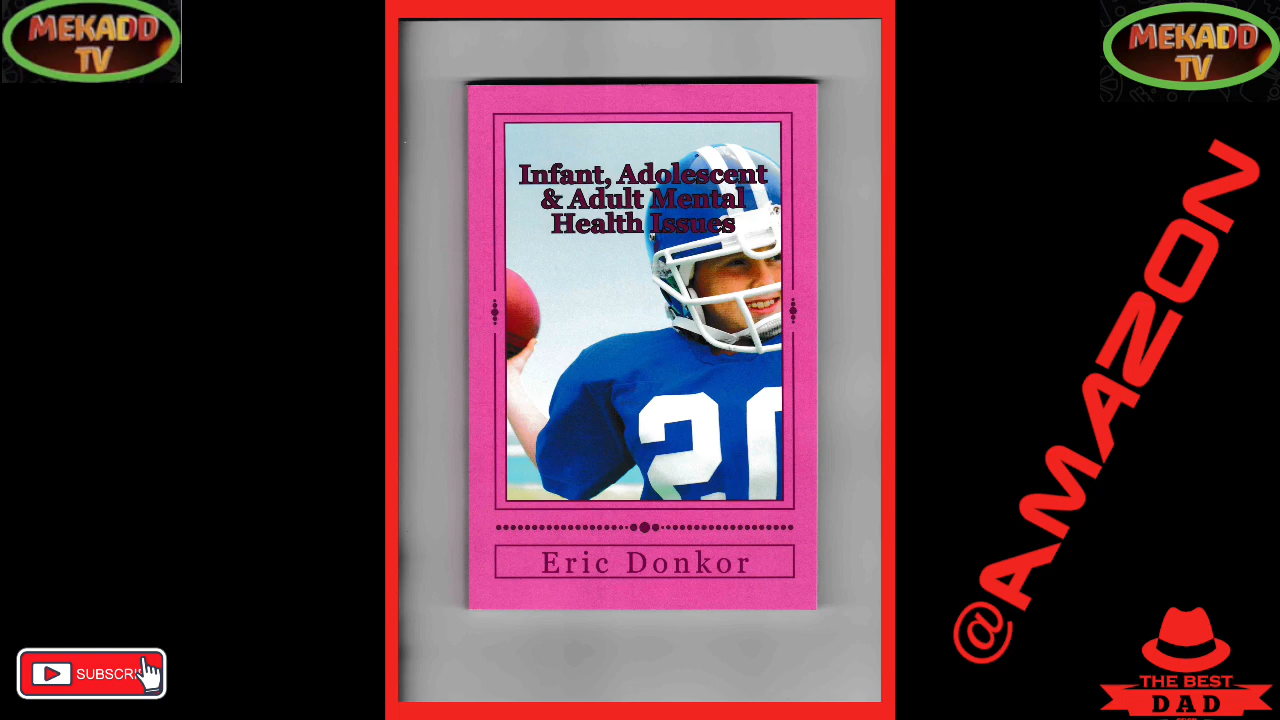 MEKADD
TV
MEKADD
TV
Infant, Adolescent
& Adult Mental
Health Issues
20
Eric Donkor
@AMAZON
SUBSCRI
THE BEST
DAD